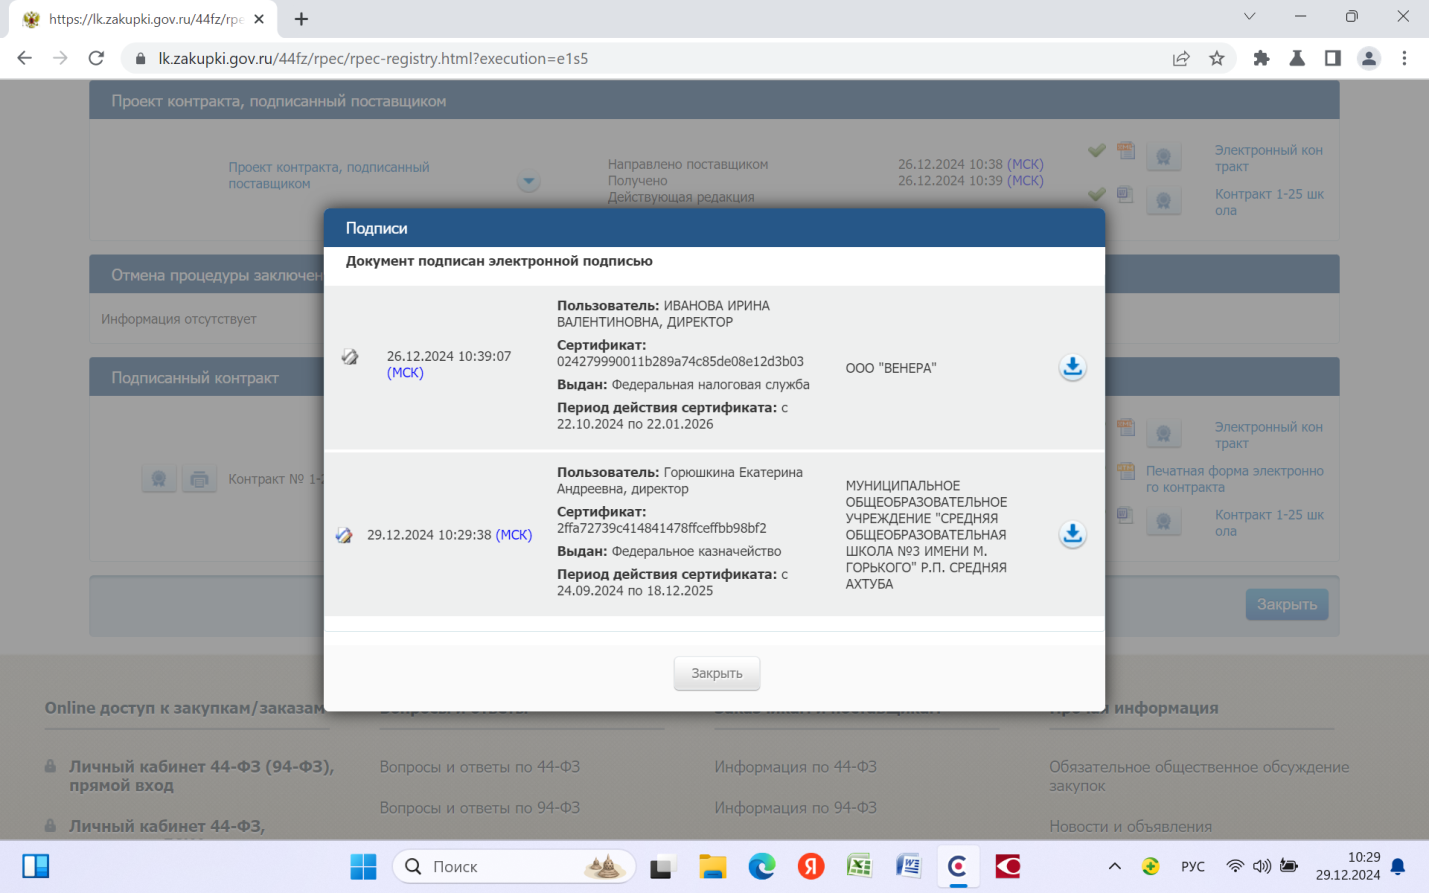 https://lk.zakupki.gov.ru/44fz/rpe
lk.zakupki.gov.ru/44fz/rpec/rpec-registry.html?execution=e1s5
Проект контракта, подписанный поставщиком
Проект контракта, подписанный
поставщиком
Направлено поставщиком
Получено
Действующая редакция
26.12.2024 10:38 (МСК)
26.12.2024 10:39 (МСК)
Электронный кон
тракт
Контракт 1-25 шк
ола
Подписи
Документ подписан электронной подписью
Отмена процедуры заключен
Информация отсутствует
26.12.2024 10:39:07
(МСК)
Пользователь: ИВАНОВА ИРИНА
ВАЛЕНТИНОВНА, ДИРЕКТОР
Сертификат:
024279990011b289a74c85de08e12d3b03
Выдан: Федеральная налоговая служба
Период действия сертификата: с
22.10.2024 по 22.01.2026
ООО "ВЕНЕРА"
Подписанный контракт
Контракт № 1-2
Электронный кон
тракт
Печатная форма электронно
го контракта
Контракт 1-25 шк
ола
29.12.2024 10:29:38 (МСК)
Пользователь: Горюшкина Екатерина
Андреевна, директор
Сертификат:
2ffa72739c414841478ffceffbb98bf2
Выдан: Федеральное казначейство
Период действия сертификата: с
24.09.2024 по 18.12.2025
МУНИЦИПАЛЬНОЕ
ОБЩЕОБРАЗОВАТЕЛЬНОЕ
УЧРЕЖДЕНИЕ "СРЕДНЯЯ
ОБЩЕОБРАЗОВАТЕЛЬНАЯ
ШКОЛА №3 ИМЕНИ М.
ГОРЬКОГО" Р.П. СРЕДНЯЯ
АХТУБА
Закрыть
Закрыть
Online доступ к закупкам/заказам
Вопросы и ответы
информация
Личный кабинет 44-ФЗ (94-ФЗ),
прямой вход
Личный кабинет 44-ФЗ,
Вопросы и ответы по 44-ФЗ
Вопросы и ответы по 94-ФЗ
Информация по 44-ФЗ
Информация по 94-ФЗ
Обязательное общественное обсуждение
закупок
Новости и объявления
Поиск
РУС
10:29
29.12.2024